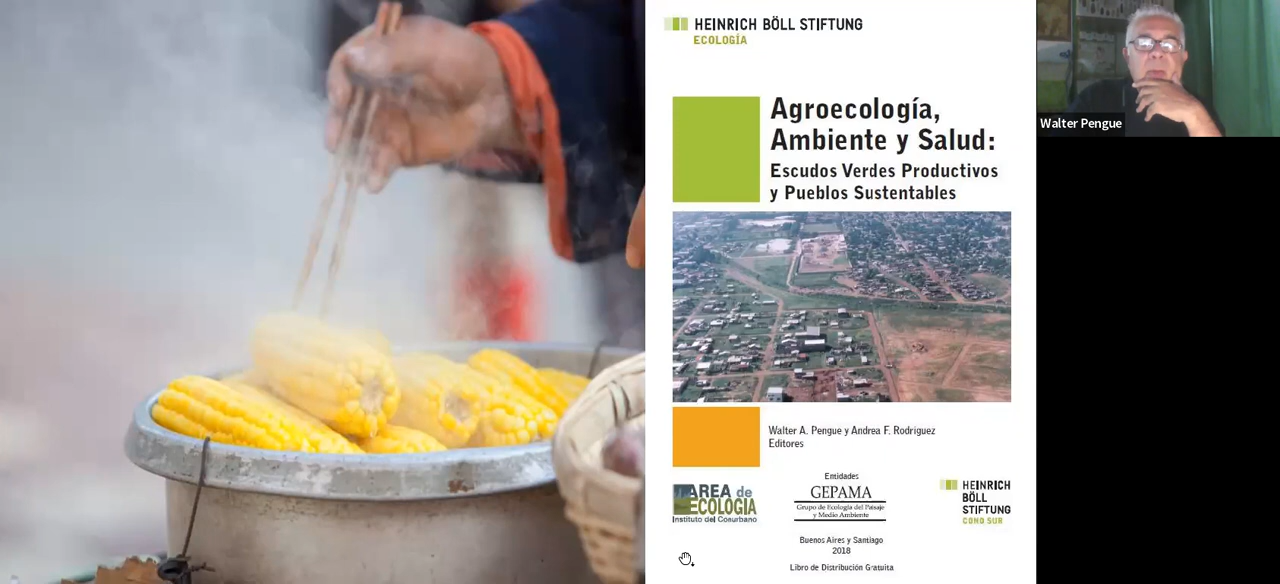 HEINRICH BÖLL STIFTUNG
ECOLOGÍA
Agroecología,
Ambiente y Salud:
Escudos Verdes Productivos
y Pueblos Sustentables
Walter A. Pengue y Andrea F. Rodríguez
Editores
Entidades
AREA de
ECOLOGIA
Instituto del Conurbano
GEPAMA
Grupo de Ecología del Paisaje
y Medio Ambiente
HEINRICH
BÖLL
STIFTUNG
CONO SUR
Buenos Aires y Santiago
2018
Libro de Distribución Gratuita
Walter Pengue